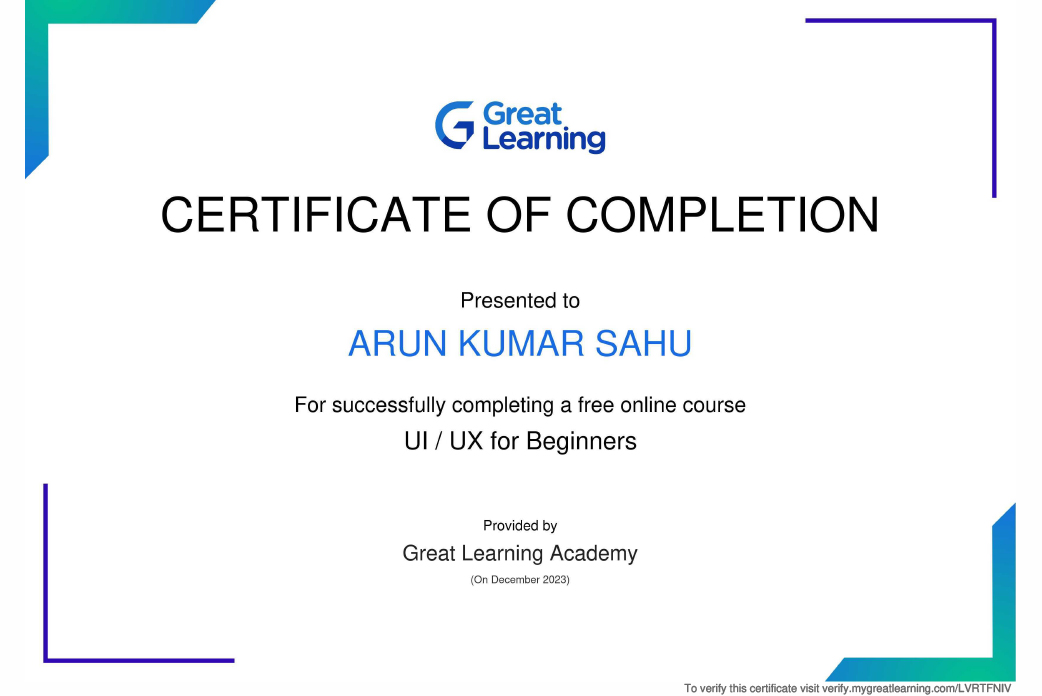 Great
Learning
CERTIFICATE OF COMPLETION
Presented to
ARUN KUMAR SAHU
For successfully completing a free online course
UI / UX for Beginners
Provided by
Great Learning Academy
(On December 2023)
To verify this certificate visit verify.mygreatlearning.com/LVRTFNIV